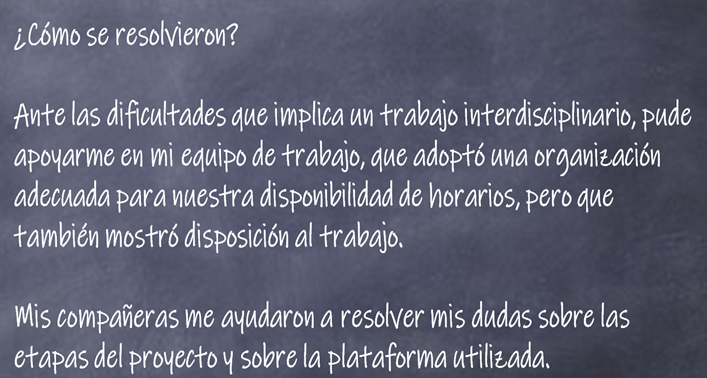 ¿Cómo se resolvieron?
Ante las dificultades que implica un trabajo interdisciplinario, pude
apoyarme en mi equipo de trabajo, que adoptó una organización
adecuada para nuestra disponibilidad de horarios, pero que
también mostró disposición al trabajo.
Mis compañeras me ayudaron a resolver mis dudas sobre las
etapas del proyecto y sobre la plataforma utilizada.